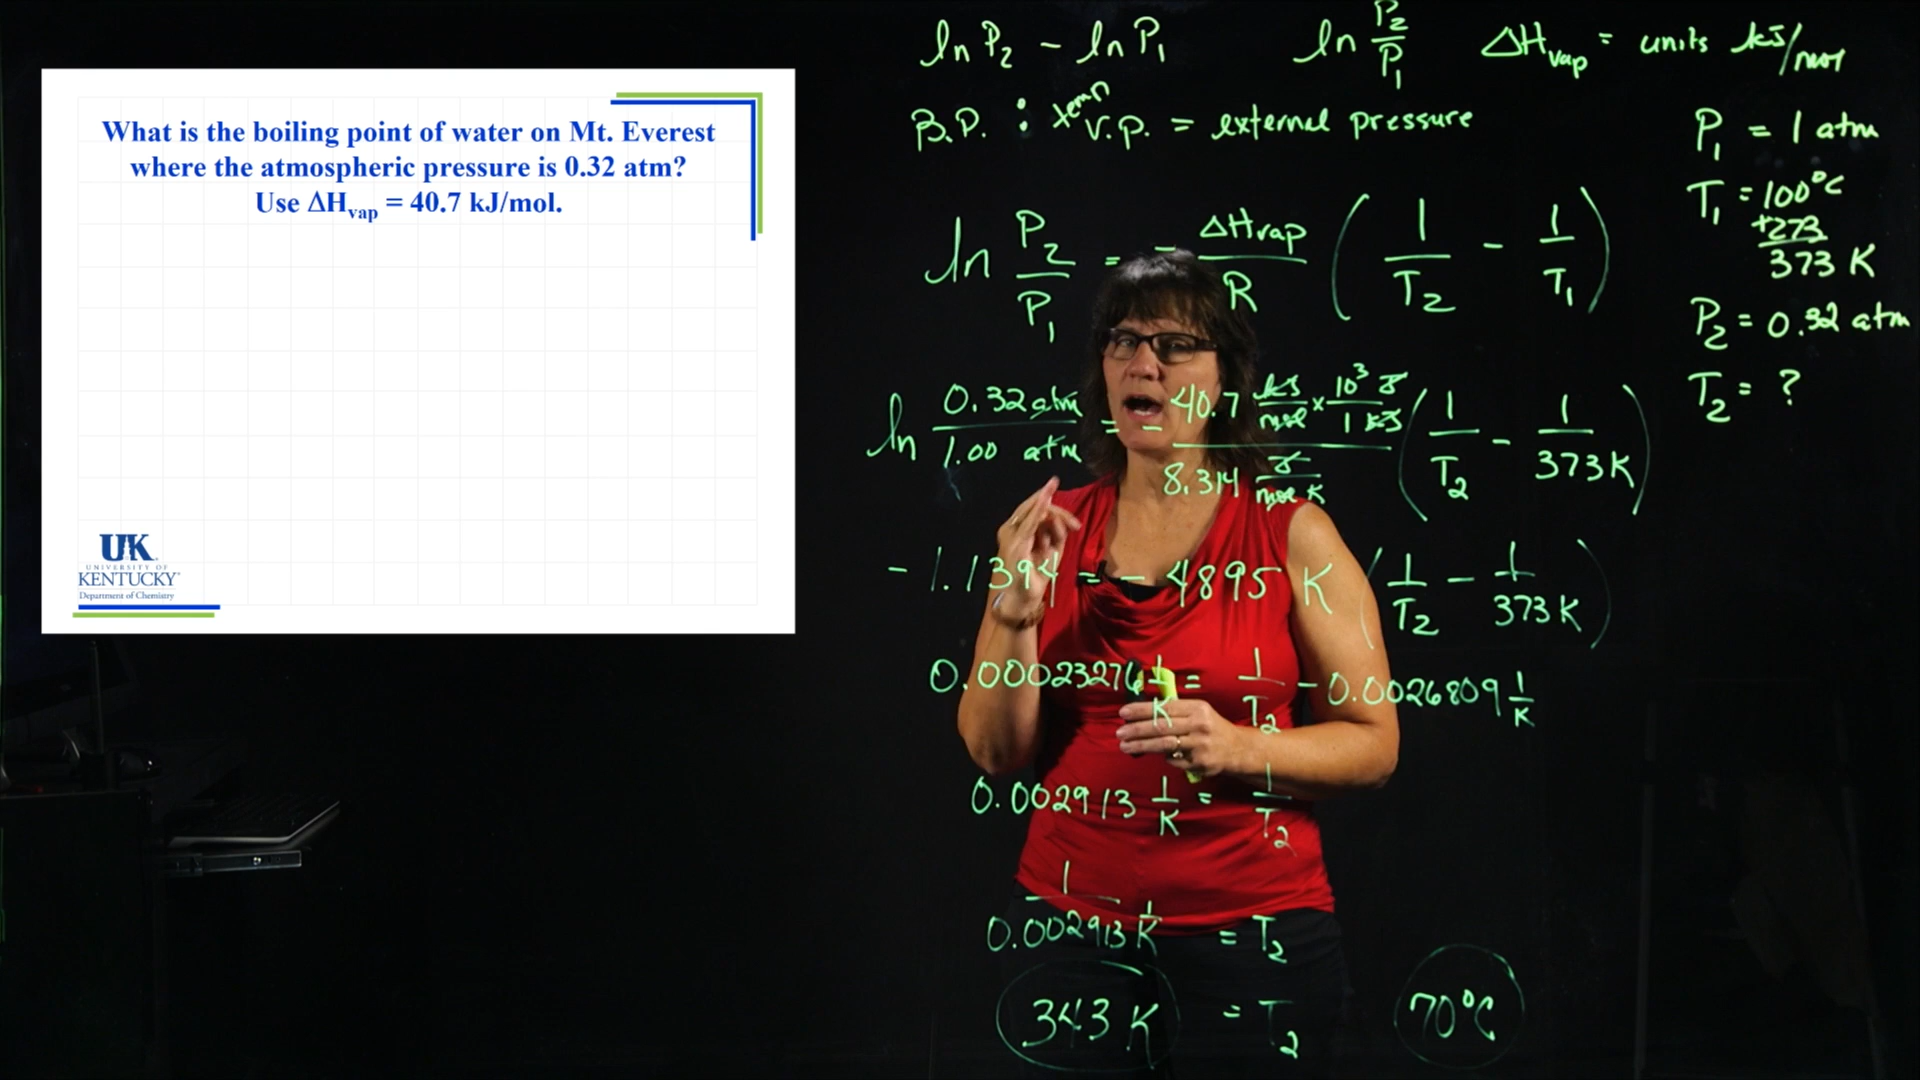 What is the boiling point of water on Mt. Everest
where the atmospheric pressure is 0.32 atm?
Use ΔHvap = 40.7 kJ/mol.
UK
UNIVERSITY OF
KENTUCKY
Department of Chemistry
ln P2 - ln P1
ln P2/P1
ΔHvap = units kJ/mol
B.P. : temp V.P. = external pressure
P1 = 1 atm
T1 = 100°C
+273
373 K
P2 = 0.32 atm
T2 = ?
ln P2/P1 = - ΔHvap/R (1/T2 - 1/T1)
ln 0.32 atm/1.00 atm = - 40.7 kJ/mol × 10³ J/1 kJ / 8.314 J/mol K (1/T2 - 1/373K)
- 1.1394 = - 4895 K (1/T2 - 1/373K)
0.00023276 1/K = 1/T2 - 0.0026809 1/K
0.002913 1/K = 1/T2
1/0.002913 1/K = T2
343 K = T2
70°C